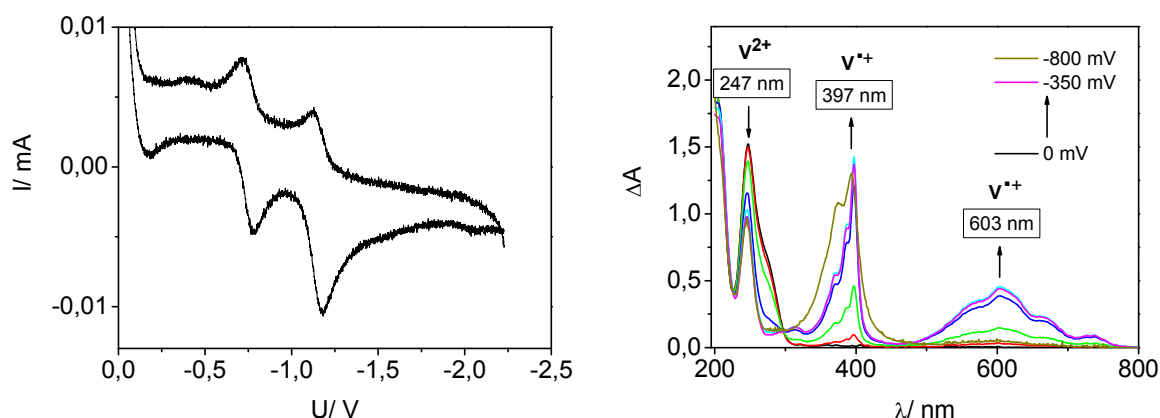 0,01
0,00
-0,01
I/ mA
0,0
-0,5
-1,0
-1,5
-2,0
-2,5
U/ V
2,0
1,5
1,0
0,5
0,0
ΔA
V²⁺
247 nm
V•⁺
397 nm
V•⁺
603 nm
-800 mV
-350 mV
0 mV
200
400
600
800
λ/ nm